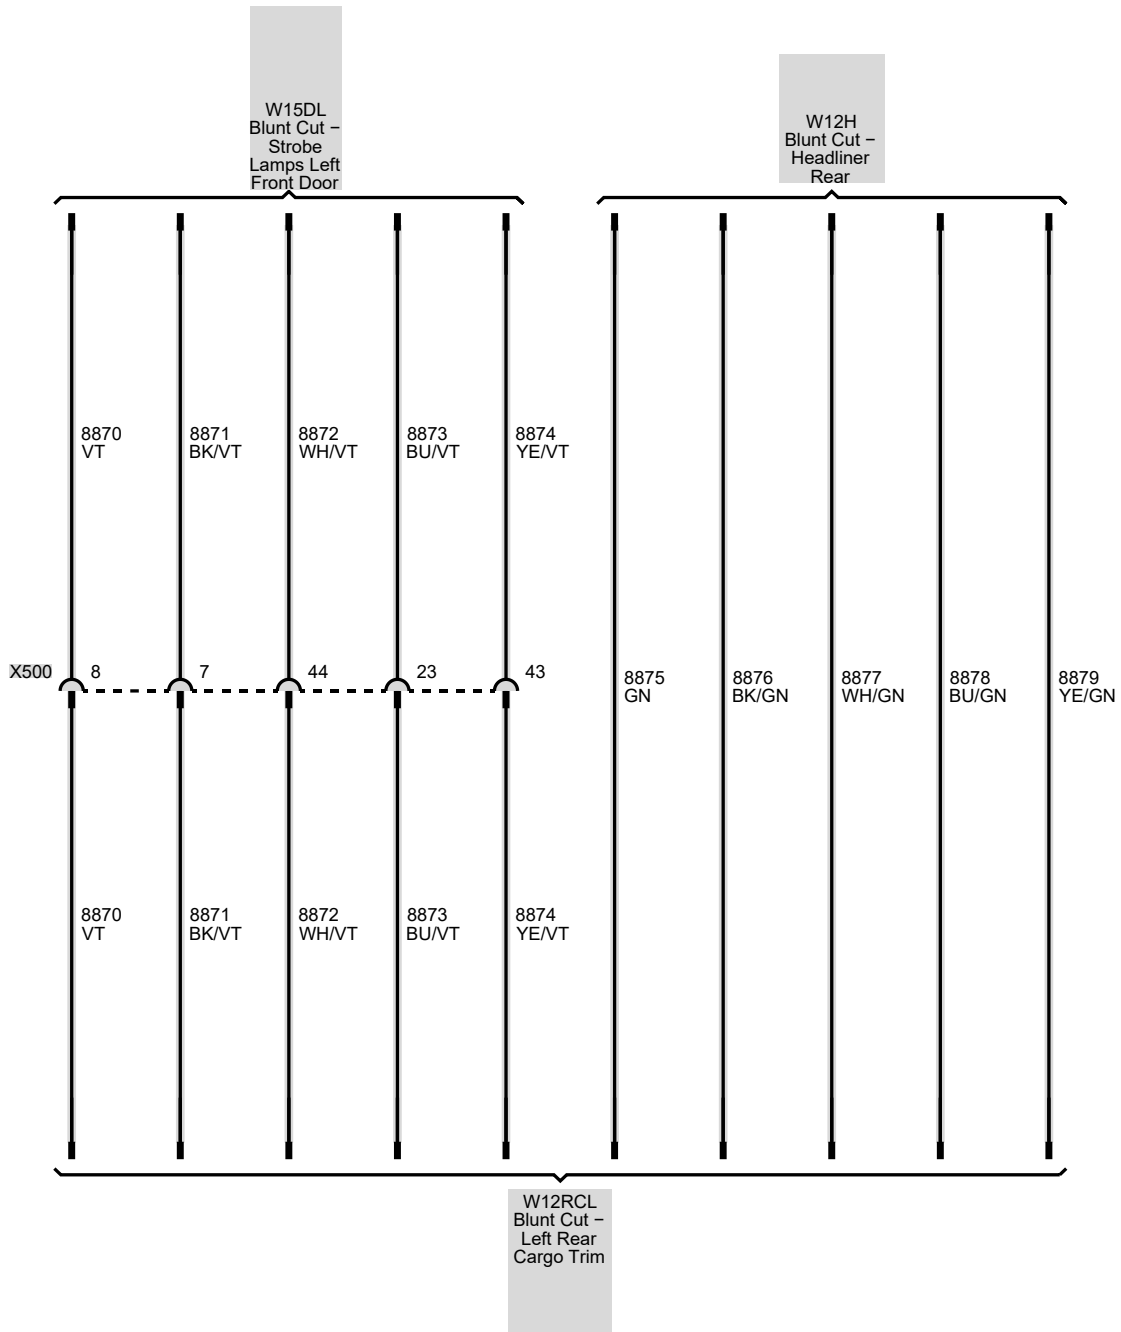 W15DL
Blunt Cut –
Strobe
Lamps Left
Front Door
W12H
Blunt Cut –
Headliner
Rear
8870
VT
8871
BK/VT
8872
WH/VT
8873
BU/VT
8874
YE/VT
X500
8
7
44
23
43
8875
GN
8876
BK/GN
8877
WH/GN
8878
BU/GN
8879
YE/GN
8870
VT
8871
BK/VT
8872
WH/VT
8873
BU/VT
8874
YE/VT
W12RCL
Blunt Cut –
Left Rear
Cargo Trim